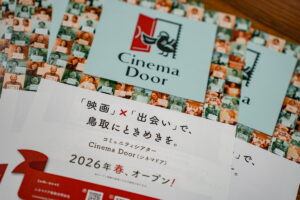 Cinema
Door
Cinema
Door
「映画」×「出会い」で、
鳥取にときめきを。
コミュニティシアター
Cinema Door(シネマドア)
2026年 春、オープン!